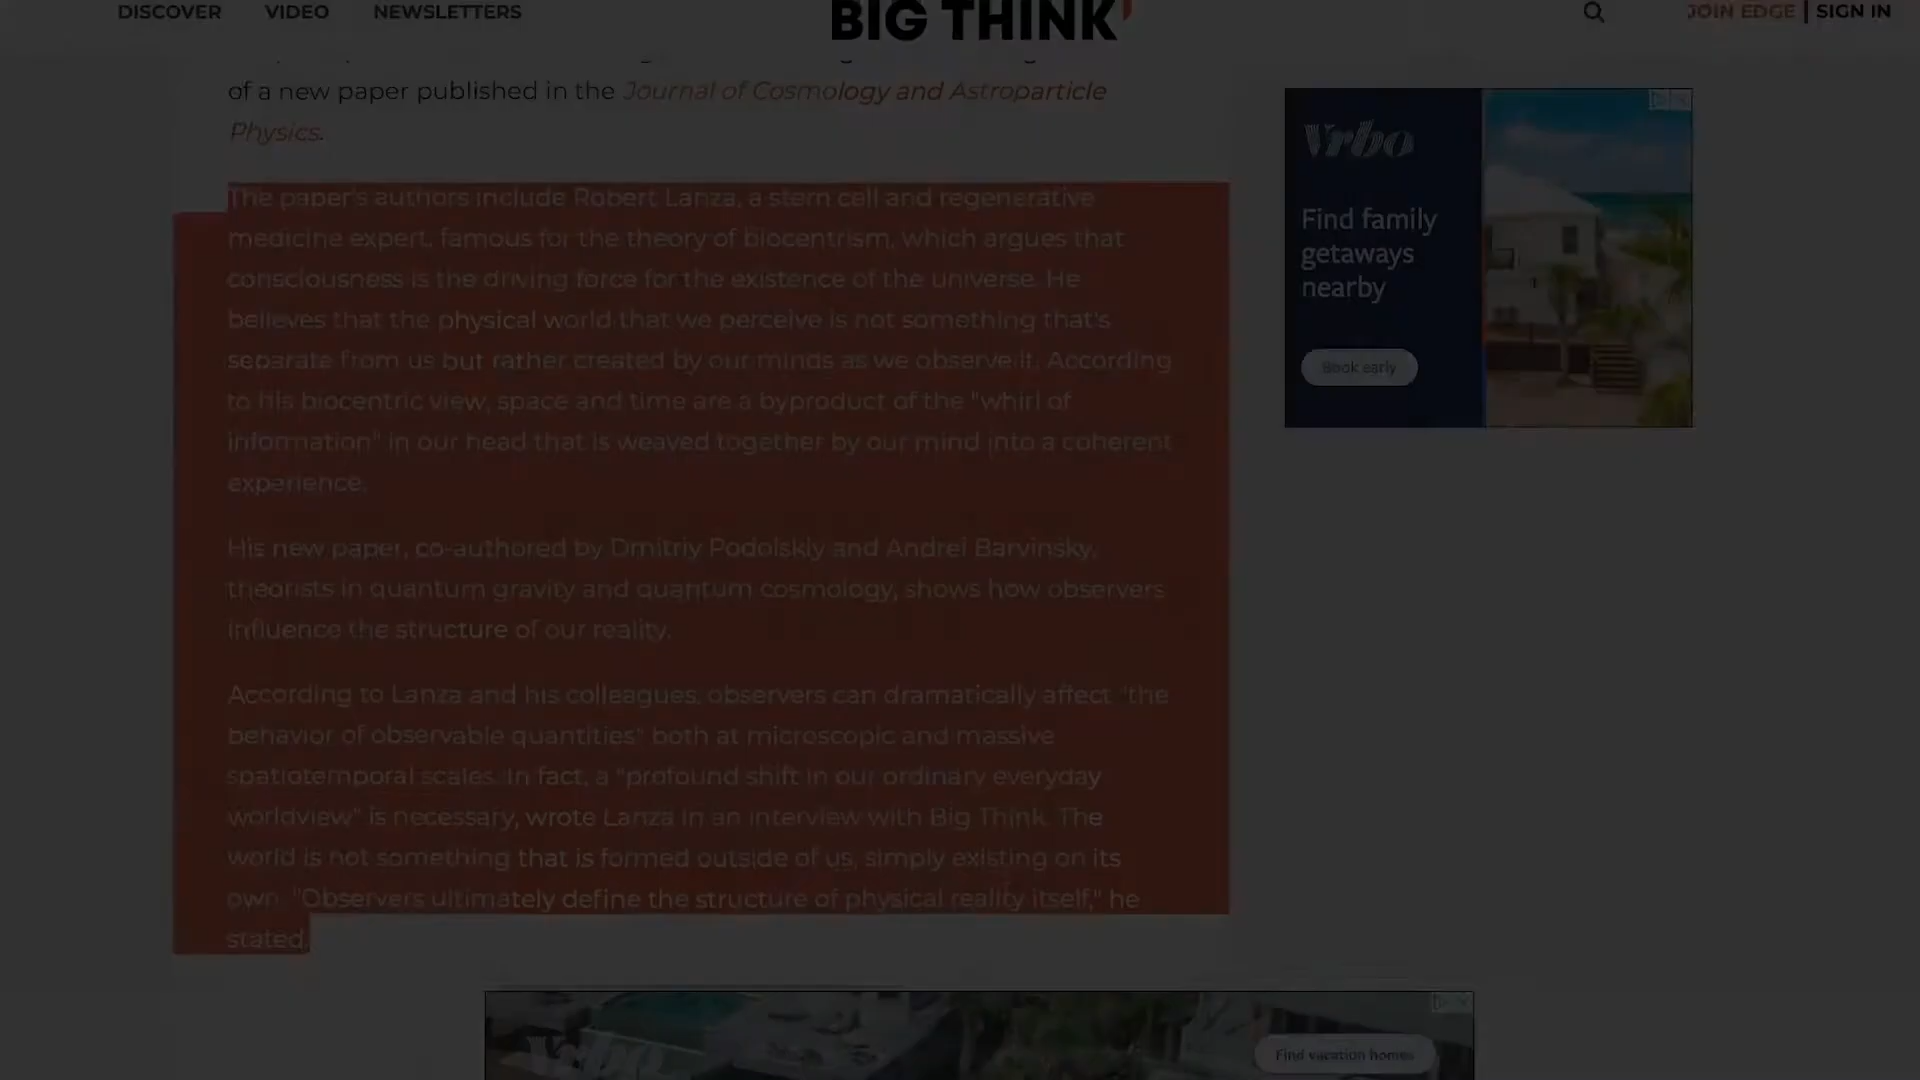 DISCOVER VIDEO NEWSLETTERS BIG THINK JOIN EDGE | SIGN IN
of a new paper published in the Journal of Cosmology and Astroparticle
Physics.
The paper's authors include Robert Lanza, a stem cell and regenerative
medicine expert, famous for the theory of biocentrism, which argues that
consciousness is the driving force for the existence of the universe. He
believes that the physical world that we perceive is not something that's
separate from us but rather created by our minds as we observe it. According
to his biocentric view, space and time are a byproduct of the "whirl of
information" in our head that is weaved together by our mind into a coherent
experience.
His new paper, co-authored by Dmitriy Podolskiy and Andrei Barvinsky,
theorists in quantum gravity and quantum cosmology, shows how observers
influence the structure of our reality.
According to Lanza and his colleagues, observers can dramatically affect "the
behavior of observable quantities" both at microscopic and massive
spatiotemporal scales. In fact, a "profound shift in our ordinary everyday
worldview" is necessary, wrote Lanza in an interview with Big Think. The
world is not something that is formed outside of us, simply existing on its
own. "Observers ultimately define the structure of physical reality itself," he
stated.
Vrbo
Find family
getaways
nearby
Book early
Vrbo
Find vacation homes